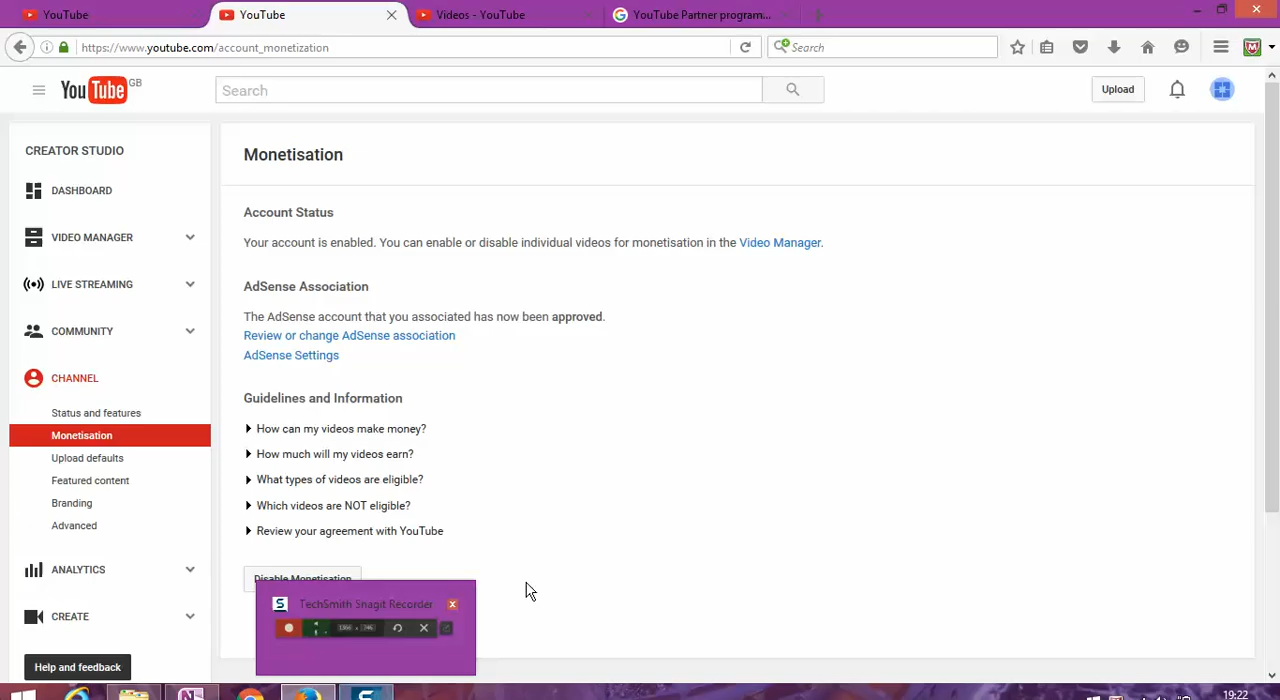 YouTube
YouTube
Videos - YouTube
YouTube Partner program...
https://www.youtube.com/account_monetization
Search
YouTube GB
Search
Upload
CREATOR STUDIO
DASHBOARD
VIDEO MANAGER
LIVE STREAMING
COMMUNITY
CHANNEL
Status and features
Monetisation
Upload defaults
Featured content
Branding
Advanced
ANALYTICS
CREATE
Help and feedback
Monetisation
Account Status
Your account is enabled. You can enable or disable individual videos for monetisation in the Video Manager.
AdSense Association
The AdSense account that you associated has now been approved.
Review or change AdSense association
AdSense Settings
Guidelines and Information
How can my videos make money?
How much will my videos earn?
What types of videos are eligible?
Which videos are NOT eligible?
Review your agreement with YouTube
Disable Monetisation
TechSmith Snagit Recorder
1366 x 746
19:22